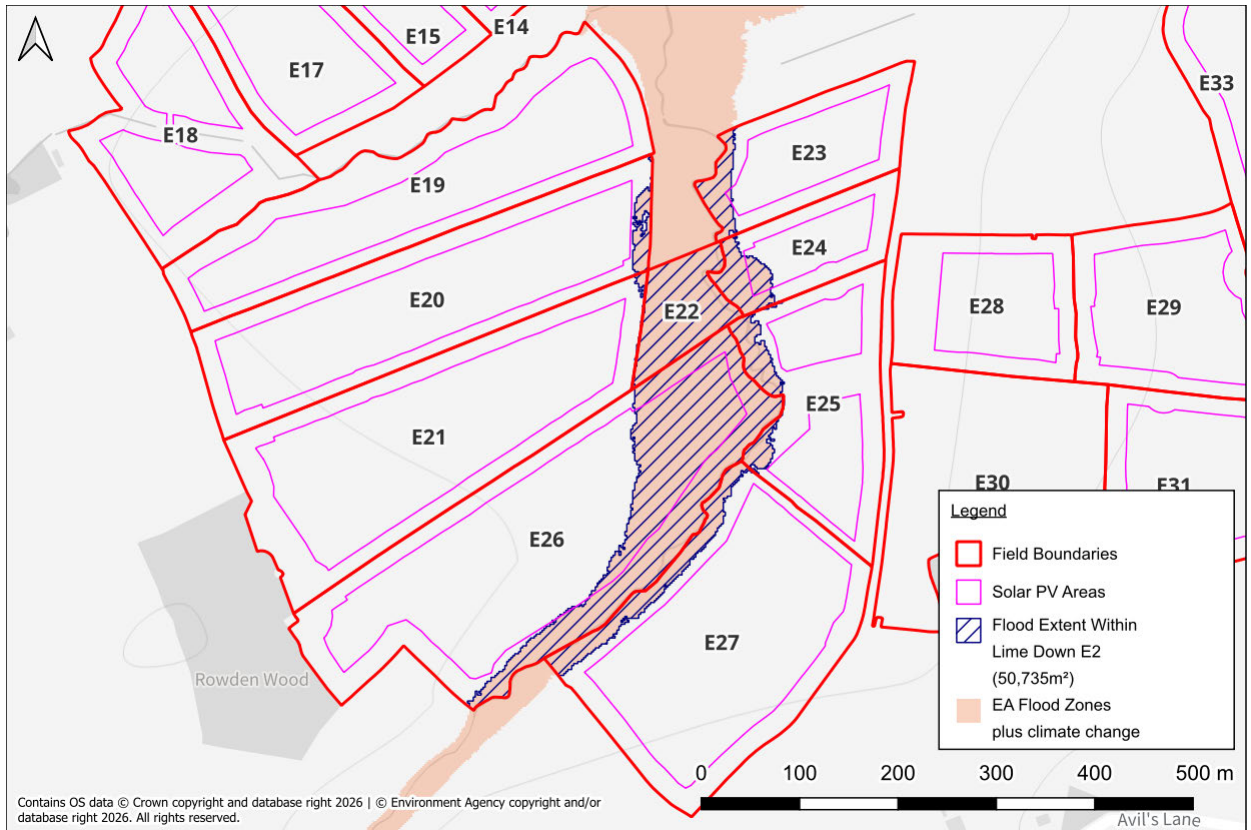 E14
E15
E17
E33
E18
E23
E19
E24
E20
E22
E28
E29
E25
E21
E30
E31
E26
E27
Rowden Wood
Legend
Field Boundaries
Solar PV Areas
Flood Extent Within
Lime Down E2
(50,735m²)
EA Flood Zones
plus climate change
0 100 200 300 400 500 m
Contains OS data © Crown copyright and database right 2026 | © Environment Agency copyright and/or
database right 2026. All rights reserved.
Avil's Lane